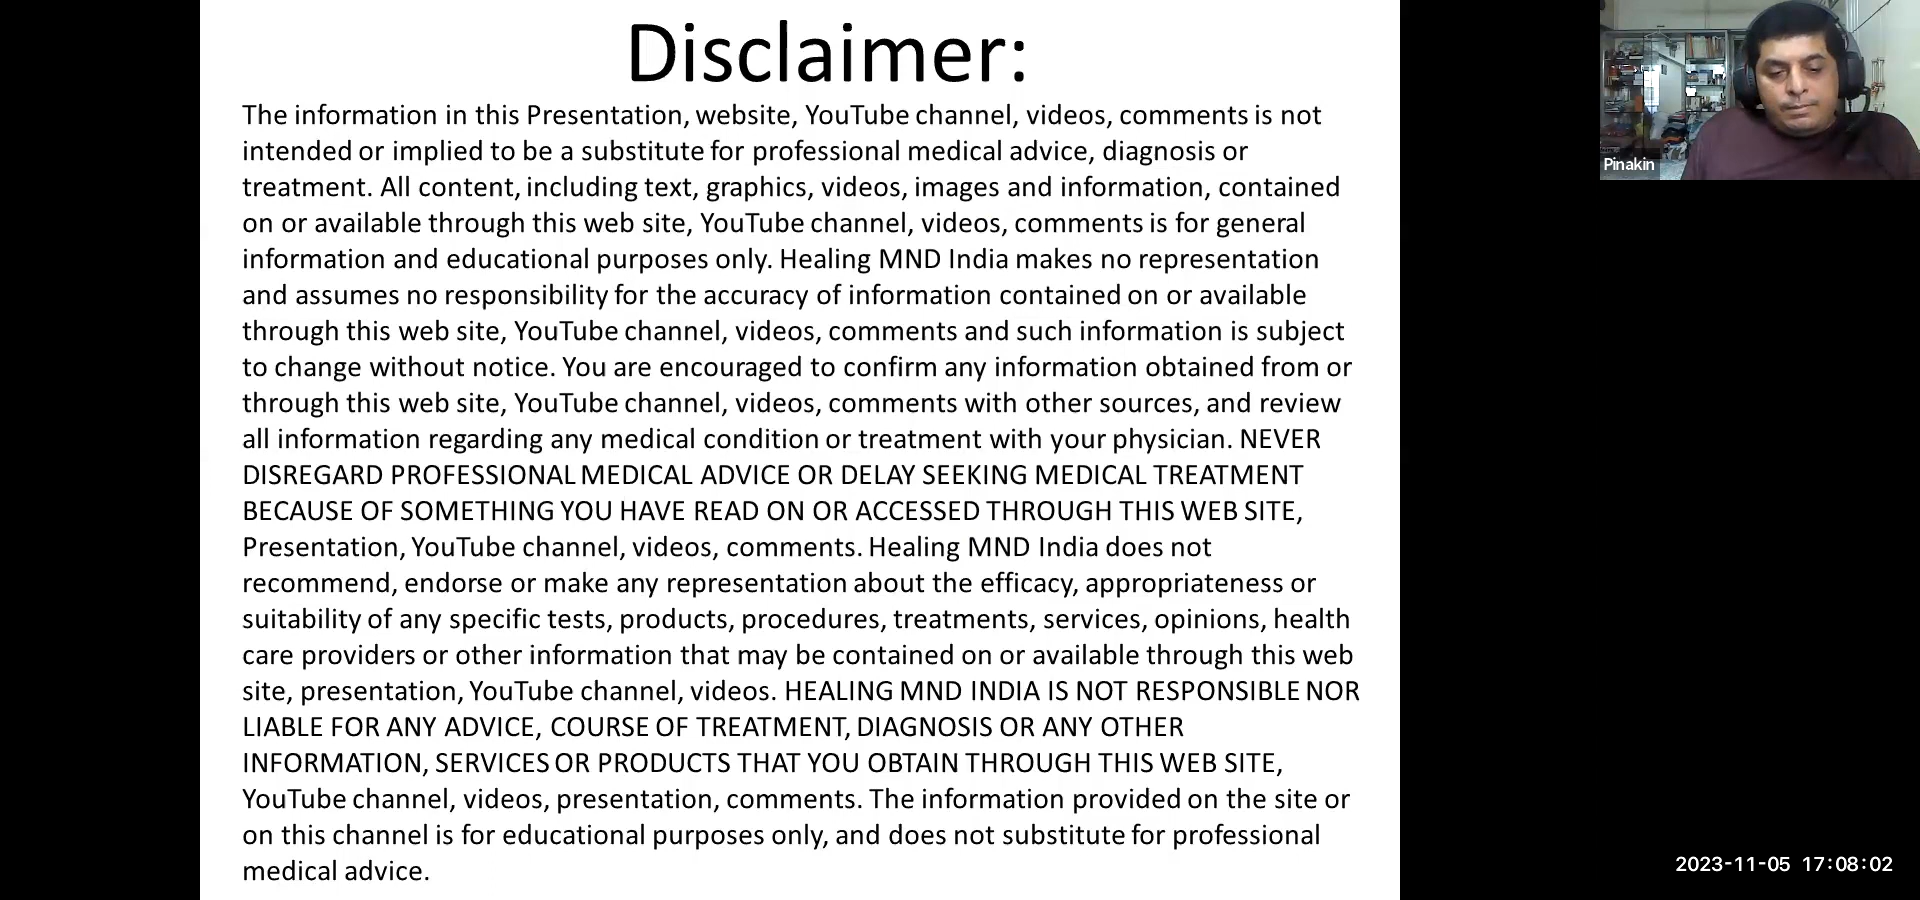 Disclaimer:
The information in this Presentation, website, YouTube channel, videos, comments is not
intended or implied to be a substitute for professional medical advice, diagnosis or
treatment. All content, including text, graphics, videos, images and information, contained
on or available through this web site, YouTube channel, videos, comments is for general
information and educational purposes only. Healing MND India makes no representation
and assumes no responsibility for the accuracy of information contained on or available
through this web site, YouTube channel, videos, comments and such information is subject
to change without notice. You are encouraged to confirm any information obtained from or
through this web site, YouTube channel, videos, comments with other sources, and review
all information regarding any medical condition or treatment with your physician. NEVER
DISREGARD PROFESSIONAL MEDICAL ADVICE OR DELAY SEEKING MEDICAL TREATMENT
BECAUSE OF SOMETHING YOU HAVE READ ON OR ACCESSED THROUGH THIS WEB SITE,
Presentation, YouTube channel, videos, comments. Healing MND India does not
recommend, endorse or make any representation about the efficacy, appropriateness or
suitability of any specific tests, products, procedures, treatments, services, opinions, health
care providers or other information that may be contained on or available through this web
site, presentation, YouTube channel, videos. HEALING MND INDIA IS NOT RESPONSIBLE NOR
LIABLE FOR ANY ADVICE, COURSE OF TREATMENT, DIAGNOSIS OR ANY OTHER
INFORMATION, SERVICES OR PRODUCTS THAT YOU OBTAIN THROUGH THIS WEB SITE,
YouTube channel, videos, presentation, comments. The information provided on the site or
on this channel is for educational purposes only, and does not substitute for professional
medical advice.
Pinakin
2023-11-05 17:08:02